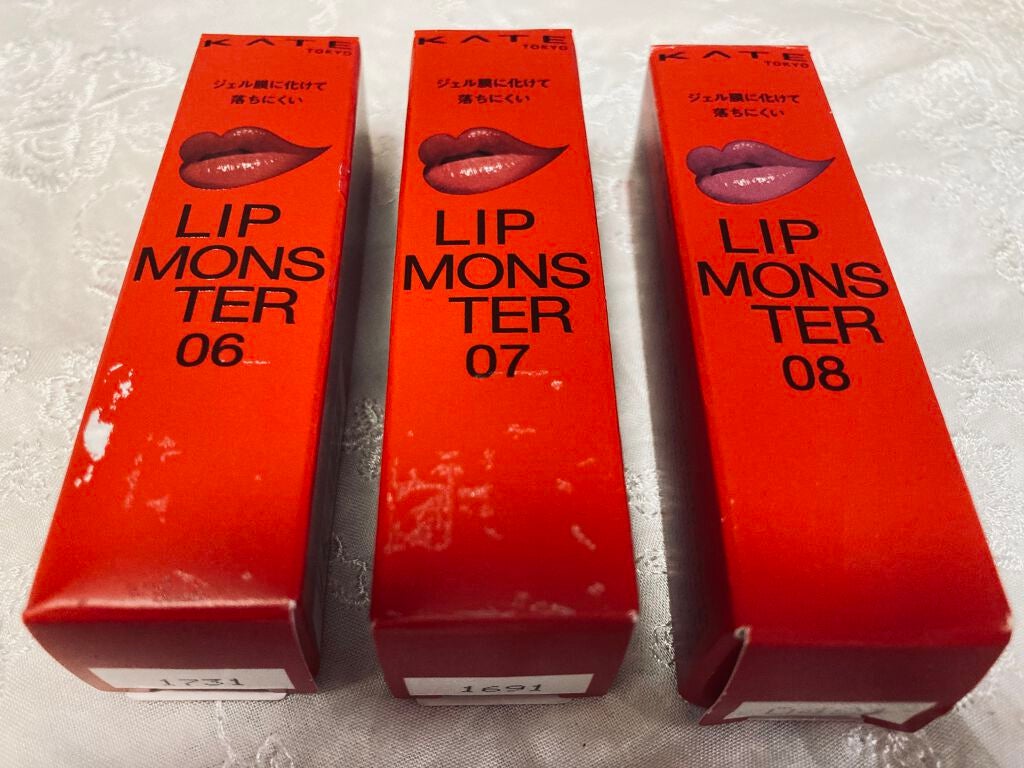 KATE
TOKYO
ジェル膜に化けて
落ちにくい
LIP
MONS
TER
06
1731
KATE
TOKYO
ジェル膜に化けて
落ちにくい
LIP
MONS
TER
07
1691
KATE
TOKYO
ジェル膜に化けて
落ちにくい
LIP
MONS
TER
08